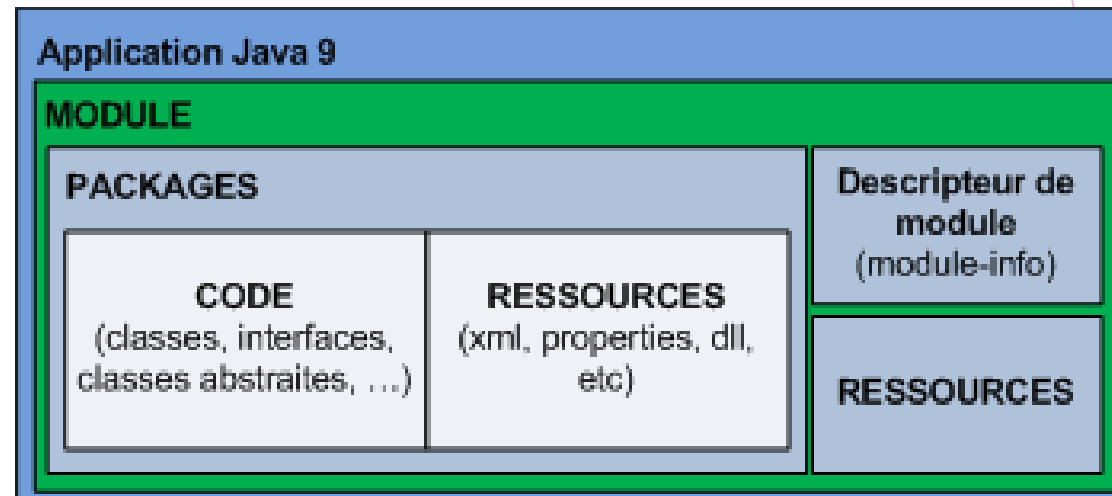 Application Java 9
MODULE
PACKAGES
CODE
(classes, interfaces,
classes abstraites, ...)
RESSOURCES
(xml, properties, dll,
etc)
Descripteur de
module
(module-info)
RESSOURCES